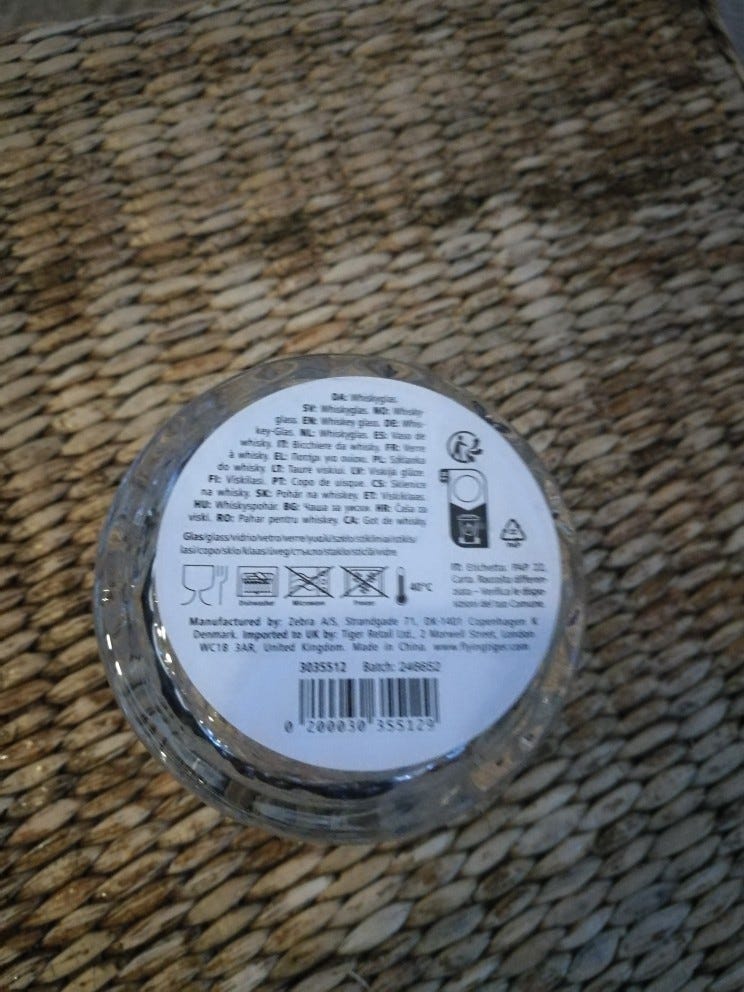 DA: Whiskyglas.
SV: Whiskyglas. NO: Whisky-
glass. EN: Whiskey glass. DE: Whis-
key-Glas. NL: Whiskyglas. ES: Vaso de
whisky. IT: Bicchiere da whisky. FR: Verre
à whisky. EL: Ποτήρι για ουίσκι. PL: Szklanka
do whisky. LT: Taurė viskiui. LV: Viskija glāze.
FI: Viskilasi. PT: Copo de uísque. CS: Sklenice
na whisky. SK: Pohár na whiskey. ET: Viskiklaas.
HU: Whiskyspohár. BG: Чаша за уиски. HR: Čaša za
viski. RO: Pahar pentru whiskey. CA: Got de whisky.
Glas/glass/vidrio/vetro/verre/γυαλί/szkło/stiklinis/stikls/
lasi/copo/sklo/klaas/üveg/стъкло/staklo/sticlă/vidre
Dishwasher Microwave Freezer 40°C
PAP
IT: Etichetta. PAP 22,
Carta. Raccolta differen-
ziata – Verifica le dispo-
sizioni del tuo Comune.
Manufactured by: Zebra A/S, Strandgade 71, DK-1401 Copenhagen K
Denmark. Imported to UK by: Tiger Retail Ltd., 2 Morwell Street, London
WC1B 3AR, United Kingdom. Made in China. www.flyingtiger.com
3035512 Batch: 246652
0 200030 355129